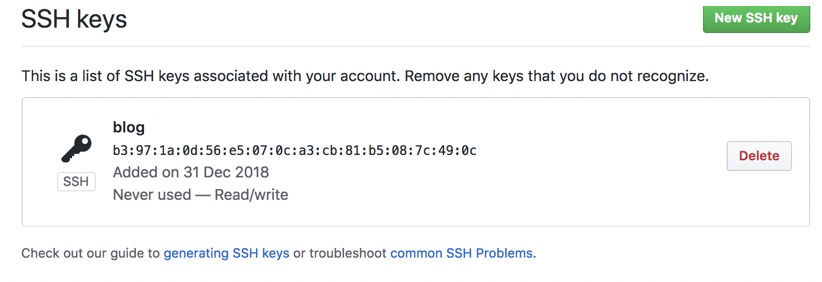 SSH keys
New SSH key
This is a list of SSH keys associated with your account. Remove any keys that you do not recognize.
blog
b3:97:1a:0d:56:e5:07:0c:a3:cb:81:b5:08:7c:49:0c
Added on 31 Dec 2018
Never used — Read/write
SSH
Delete
Check out our guide to generating SSH keys or troubleshoot common SSH Problems.